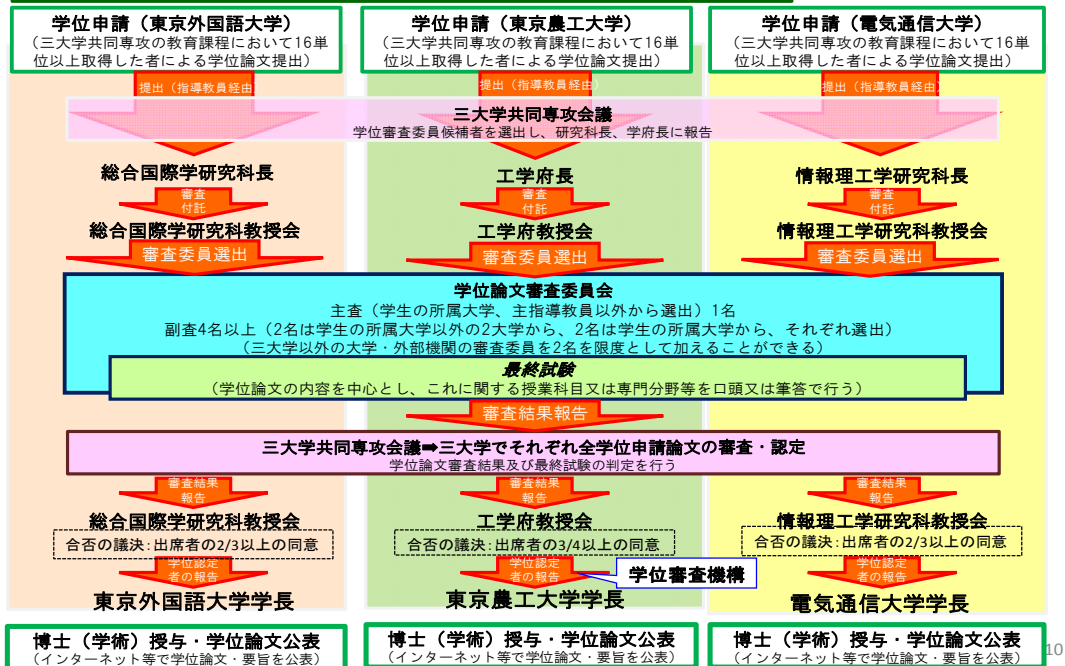 学位申請（東京外国語大学）
（三大学共同専攻の教育課程において16単
位以上取得した者による学位論文提出）
学位申請（東京農工大学）
（三大学共同専攻の教育課程において16単
位以上取得した者による学位論文提出）
学位申請（電気通信大学）
（三大学共同専攻の教育課程において16単
位以上取得した者による学位論文提出）
提出（指導教員経由）
提出（指導教員経由）
提出（指導教員経由）
三大学共同専攻会議
学位審査委員候補者を選出し、研究科長、学府長に報告
総合国際学研究科長
工学府長
情報理工学研究科長
審査
付託
審査
付託
審査
付託
総合国際学研究科教授会
工学府教授会
情報理工学研究科教授会
審査委員選出
審査委員選出
審査委員選出
学位論文審査委員会
主査（学生の所属大学、主指導教員以外から選出）1名
副査4名以上（2名は学生の所属大学以外の2大学から、2名は学生の所属大学から、それぞれ選出）
（三大学以外の大学・外部機関の審査委員を2名を限度として加えることができる）
最終試験
（学位論文の内容を中心とし、これに関する授業科目又は専門分野等を口頭又は筆答で行う）
審査結果報告
三大学共同専攻会議➡三大学でそれぞれ全学位申請論文の審査・認定
学位論文審査結果及び最終試験の判定を行う
審査結果
報告
審査結果
報告
審査結果
報告
総合国際学研究科教授会
工学府教授会
情報理工学研究科教授会
合否の議決：出席者の2/3以上の同意
合否の議決：出席者の3/4以上の同意
合否の議決：出席者の2/3以上の同意
学位認定
者の報告
学位認定
者の報告
学位認定
者の報告
学位審査機構
東京外国語大学学長
東京農工大学学長
電気通信大学学長
博士（学術）授与・学位論文公表
（インターネット等で学位論文・要旨を公表）
博士（学術）授与・学位論文公表
（インターネット等で学位論文・要旨を公表）
博士（学術）授与・学位論文公表
（インターネット等で学位論文・要旨を公表）
10